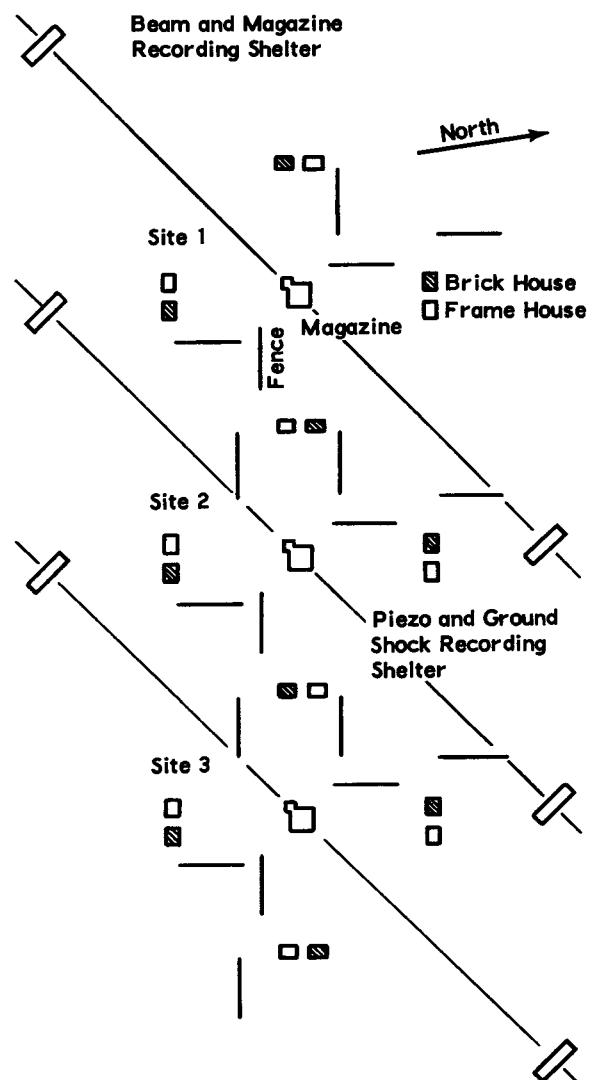 Beam and Magazine
Recording Shelter
North
Site 1
Brick House
Frame House
Magazine
Fence
Site 2
Piezo and Ground
Shock Recording
Shelter
Site 3